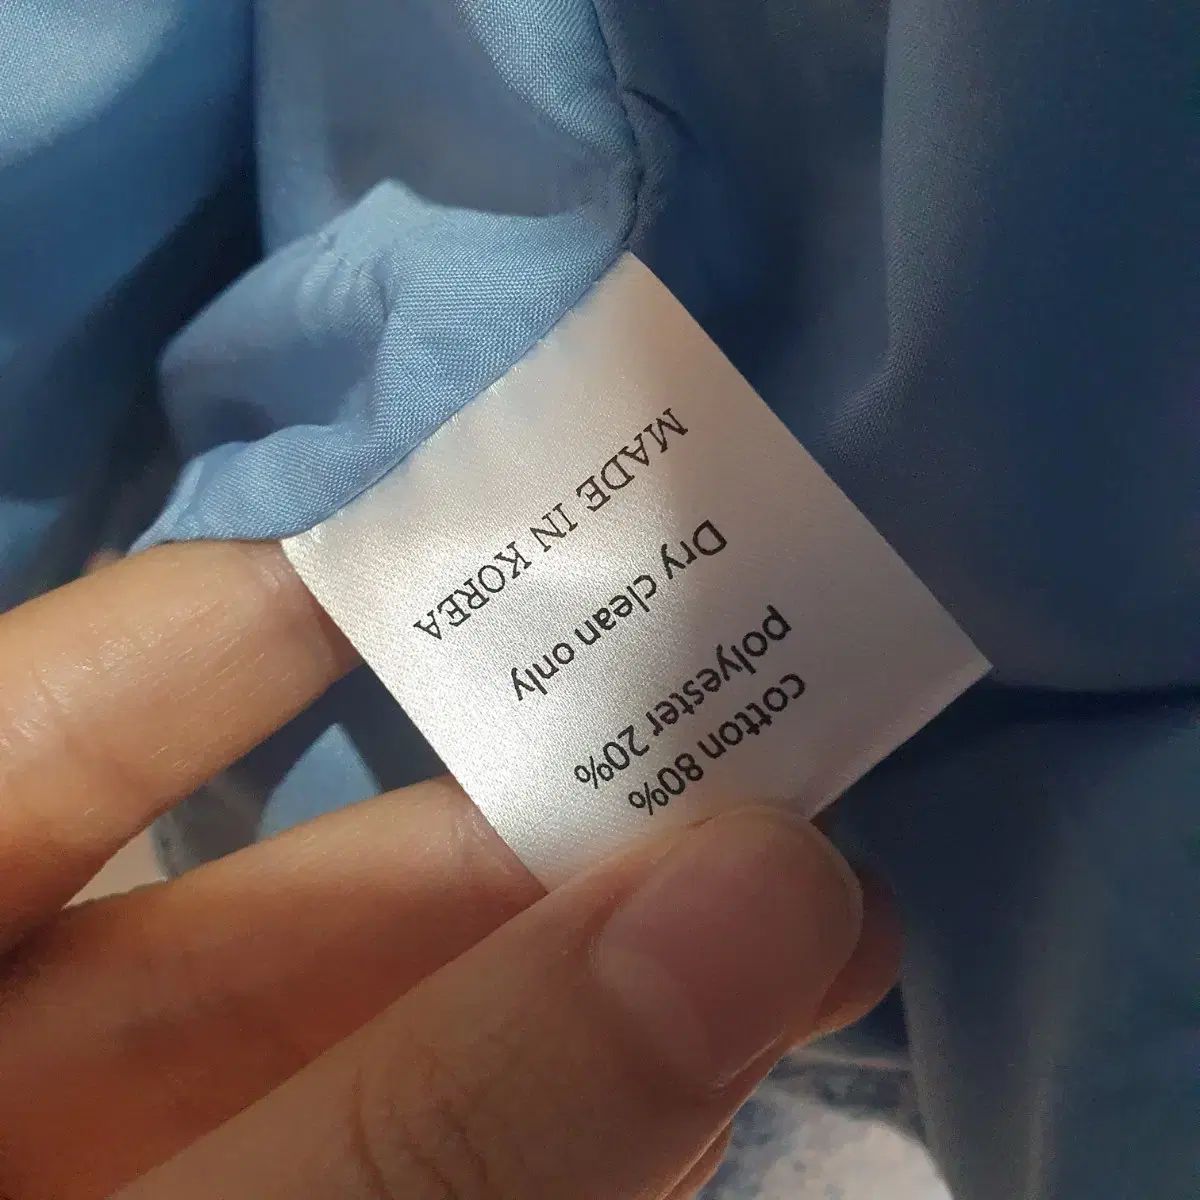 cotton 80%
polyester 20%
Dry clean only
MADE IN KOREA